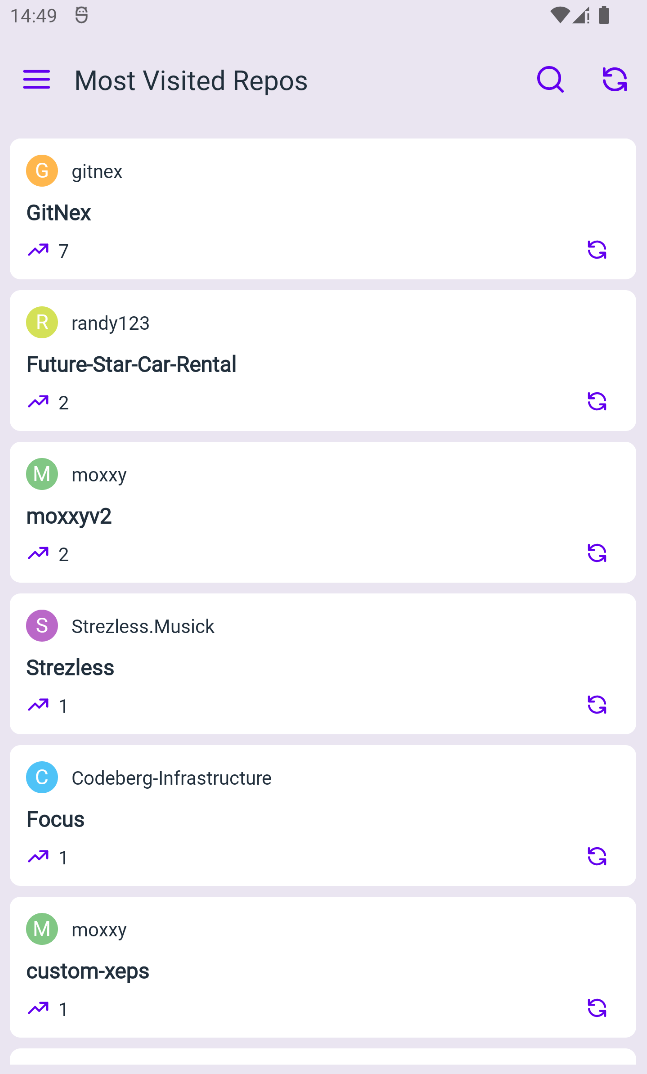 14:49
Most Visited Repos
G gitnex
GitNex
7
R randy123
Future-Star-Car-Rental
2
M moxxy
moxxyv2
2
S Strezless.Musick
Strezless
1
C Codeberg-Infrastructure
Focus
1
M moxxy
custom-xeps
1